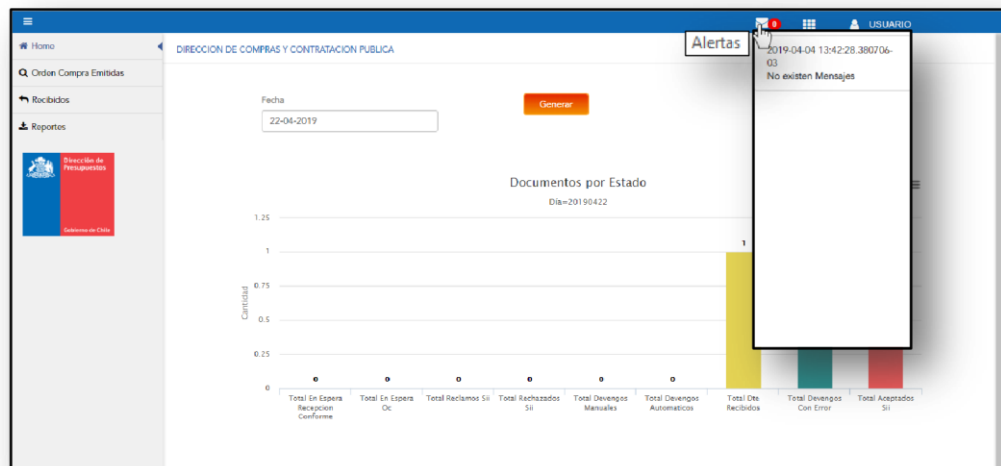 0
USUARIO
Home
Orden Compra Emitidas
Recibidos
Reportes
Dirección de
Presupuestos
Gobierno de Chile
DIRECCION DE COMPRAS Y CONTRATACION PUBLICA
Alertas
2019-04-04 13:42:28.380706-
03
No existen Mensajes
Fecha
22-04-2019
Generar
Documentos por Estado
Día=20190422
Cantidad
1.25
1
0.75
0.5
0.25
0
0
0
0
0
0
0
1
Total En Espera
Recepcion
Conforme
Total En Espera
Oc
Total Reclamos Sii
Total Rechazados
Sii
Total Devengos
Manuales
Total Devengos
Automaticos
Total Dte
Recibidos
Total Devengos
Con Error
Total Aceptados
Sii